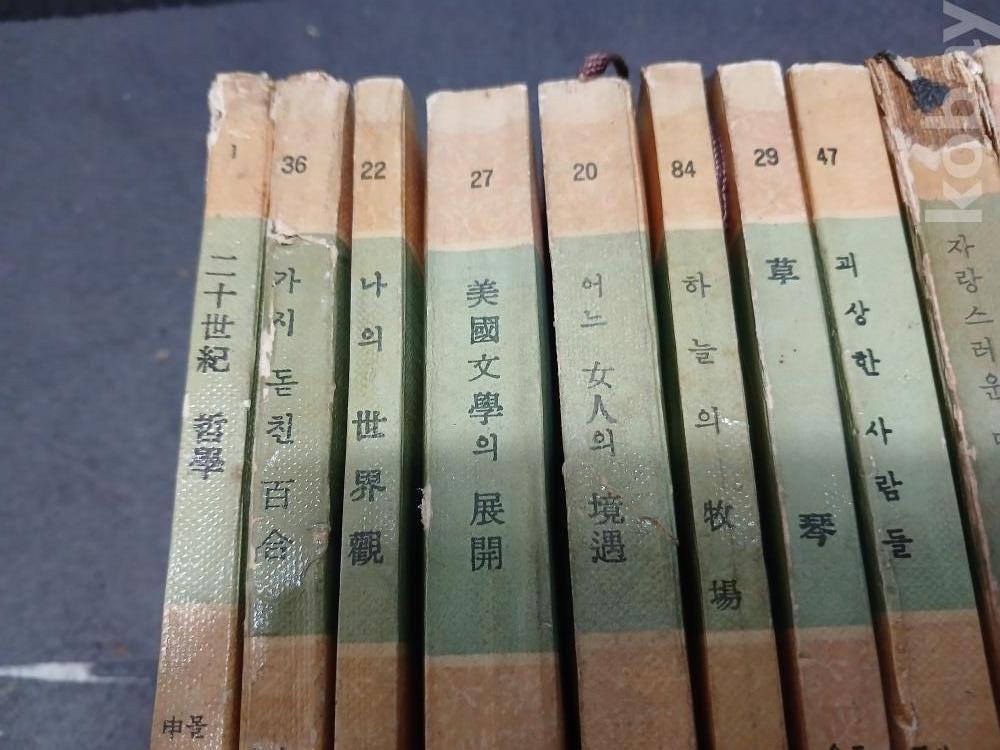 1
二十世紀 哲學
36
가지 돋친 百合
22
나의 世界觀
27
美國文學의 展開
20
어느 女人의 境遇
84
하늘의 牧場
29
草琴
47
괴상한 사람들
자랑스러운
kobay